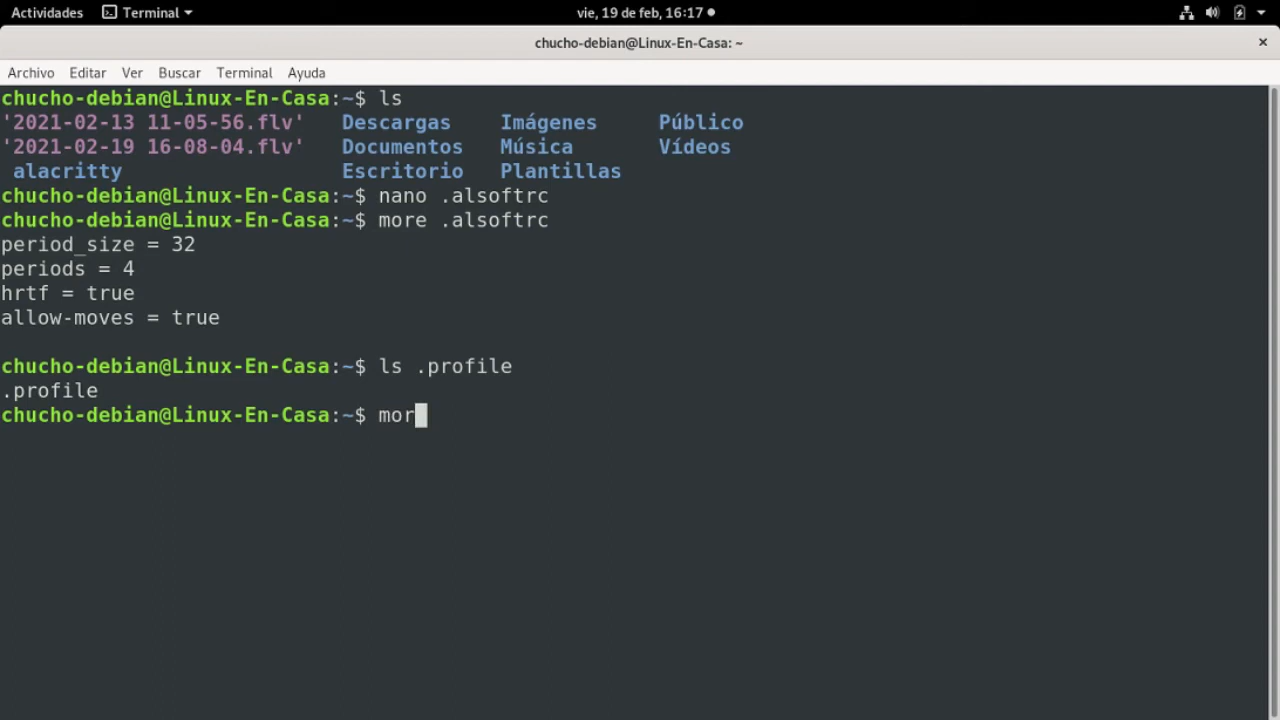 Actividades Terminal vie, 19 de feb, 16:17
chucho-debian@Linux-En-Casa: ~ ×
Archivo Editar Ver Buscar Terminal Ayuda
chucho-debian@Linux-En-Casa:~$ ls
'2021-02-13 11-05-56.flv' Descargas Imágenes Público
'2021-02-19 16-08-04.flv' Documentos Música Vídeos
alacritty Escritorio Plantillas
chucho-debian@Linux-En-Casa:~$ nano .alsoftrc
chucho-debian@Linux-En-Casa:~$ more .alsoftrc
period_size = 32
periods = 4
hrtf = true
allow-moves = true
chucho-debian@Linux-En-Casa:~$ ls .profile
.profile
chucho-debian@Linux-En-Casa:~$ mor